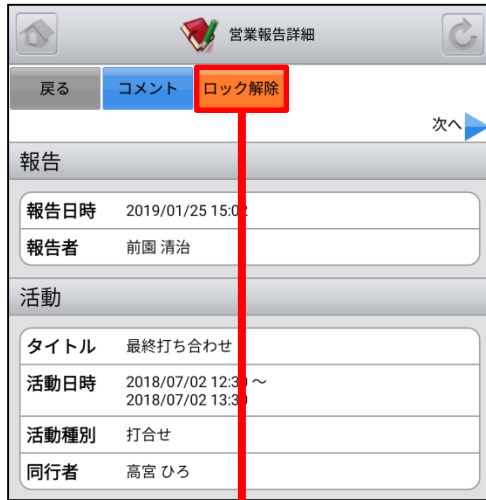 営業報告詳細
戻る コメント ロック解除
次へ
報告
報告日時 2019/01/25 15:02
報告者 前園 清治
活動
タイトル 最終打ち合わせ
活動日時 2018/07/02 12:30 ～
2018/07/02 13:30
活動種別 打合せ
同行者 高宮 ひろ